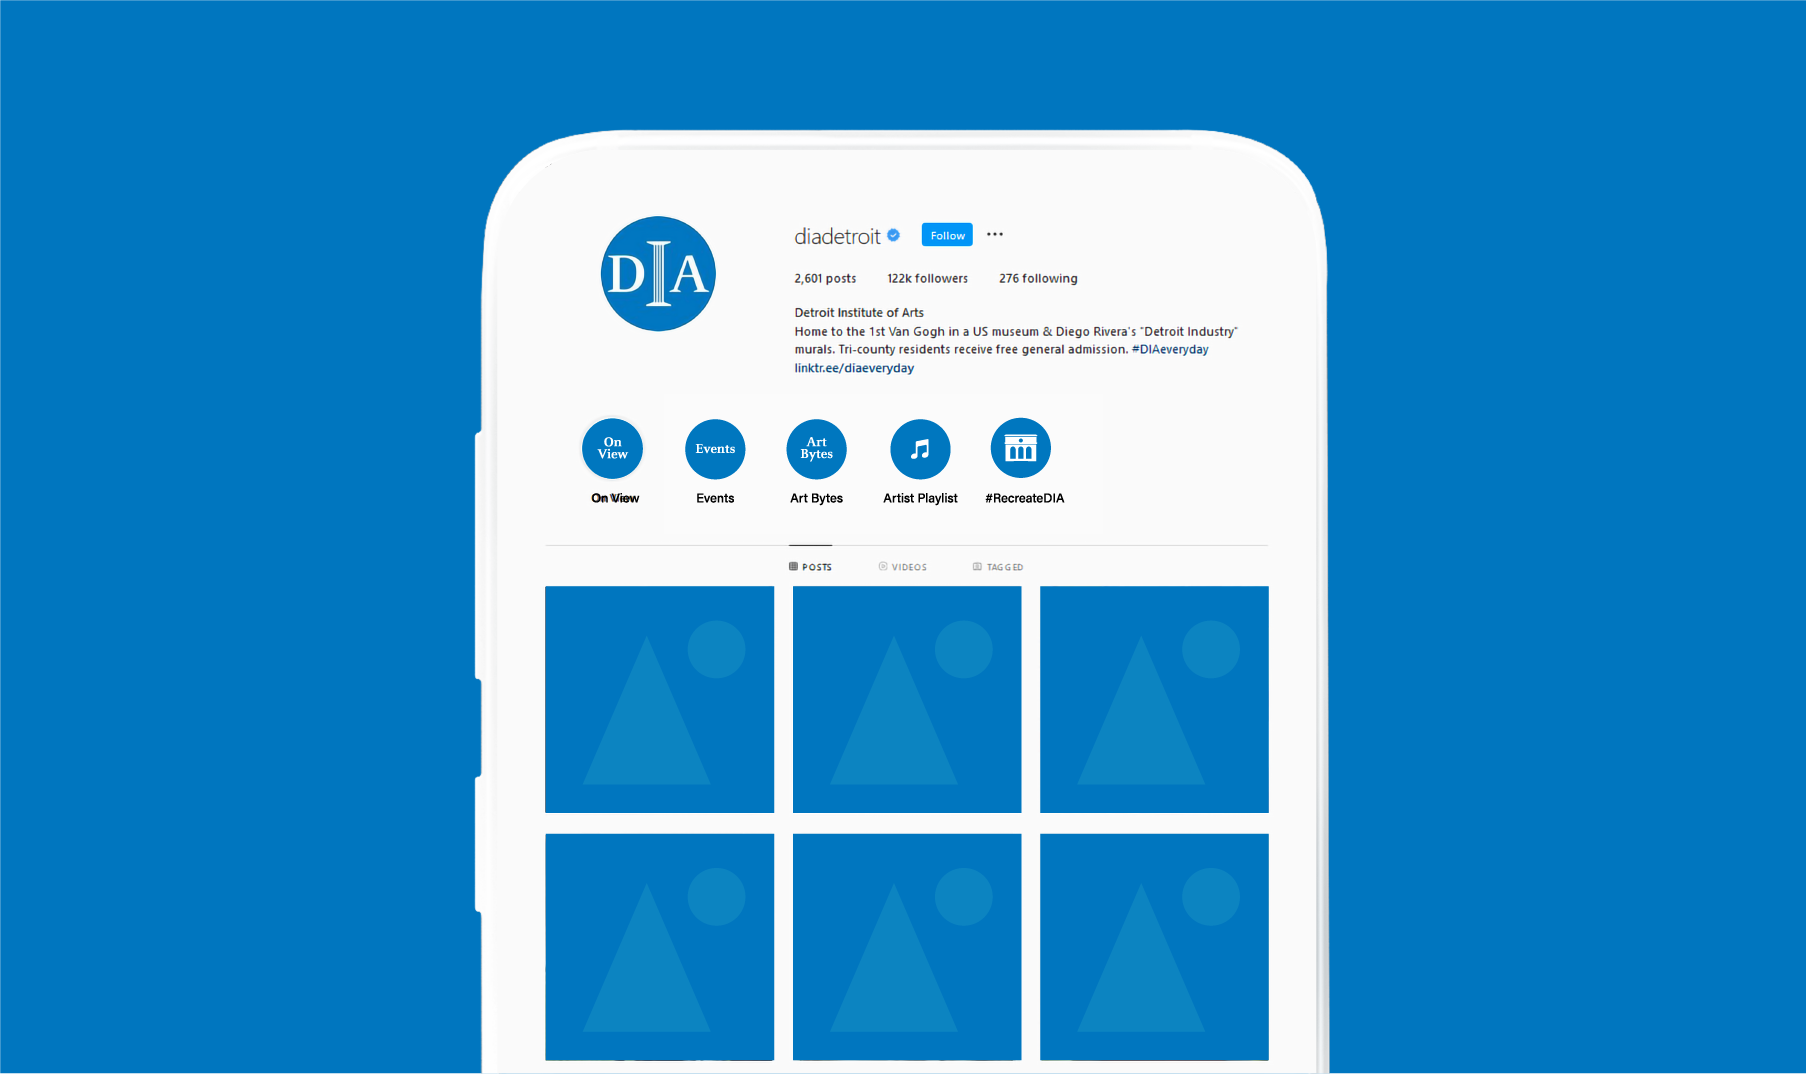 DIA
diadetroit Follow
2,601 posts 122k followers 276 following
Detroit Institute of Arts
Home to the 1st Van Gogh in a US museum & Diego Rivera's "Detroit Industry"
murals. Tri-county residents receive free general admission. #DIAeveryday
linktr.ee/diaeveryday
On
View
Events
Art
Bytes
On View Events Art Bytes Artist Playlist #RecreateDIA
POSTS VIDEOS TAGGED